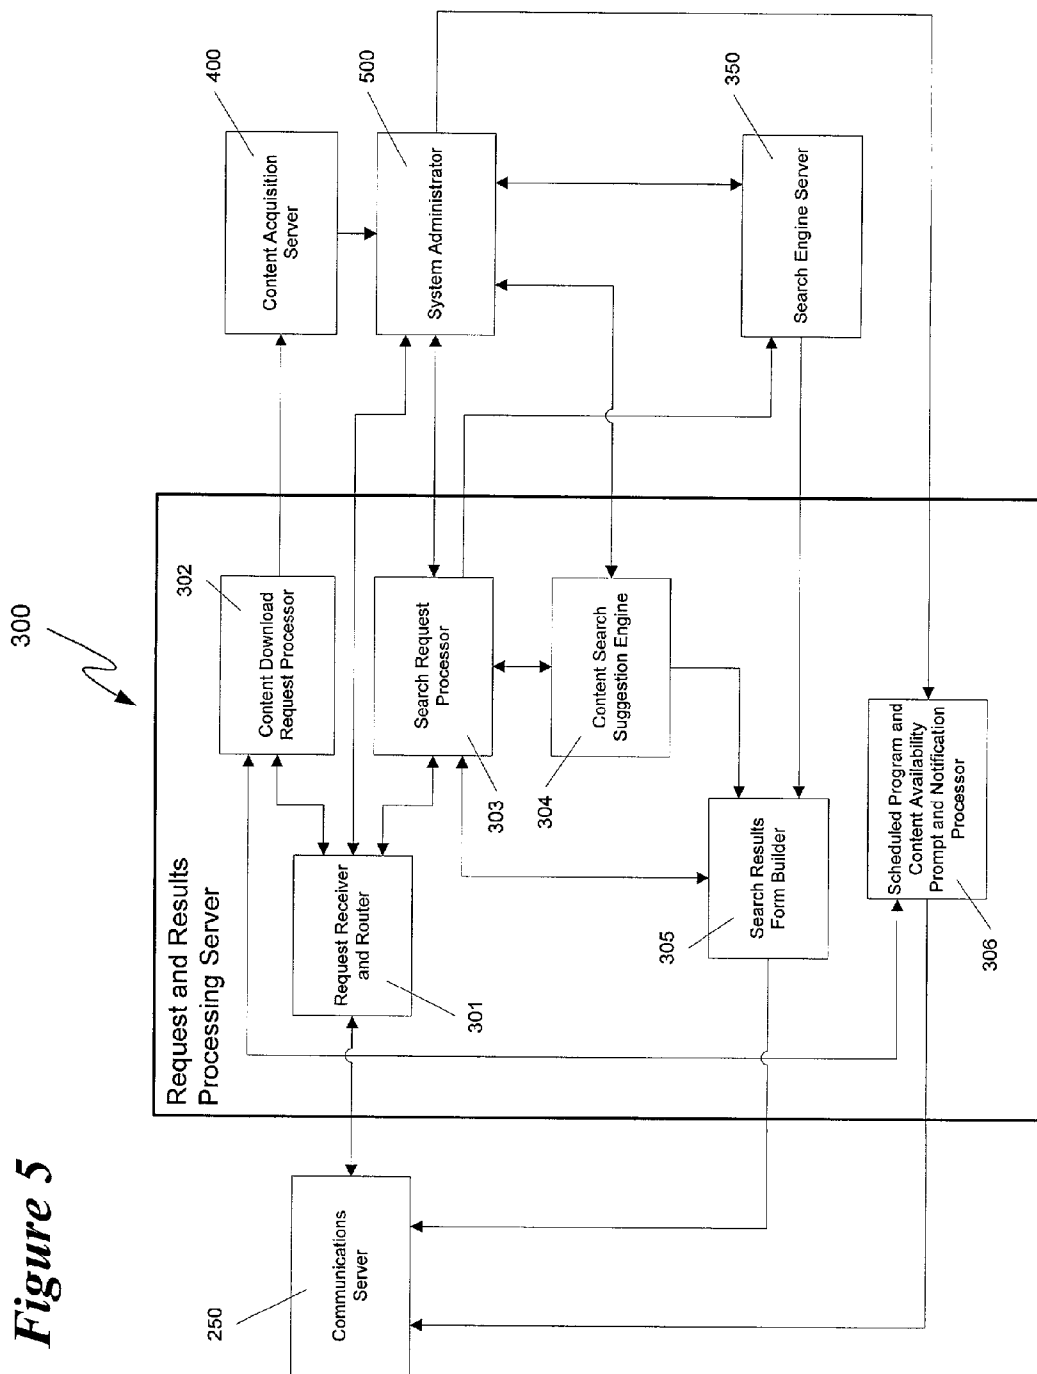 Figure 5
300
Request and Results
Processing Server
250
Communications
Server
301
Request Receiver
and Router
302
Content Download
Request Processor
303
Search Request
Processor
304
Content Search
Suggestion Engine
305
Search Results
Form Builder
306
Scheduled Program and
Content Availability
Prompt and Notification
Processor
400
Content Acquisition
Server
500
System Administrator
350
Search Engine Server